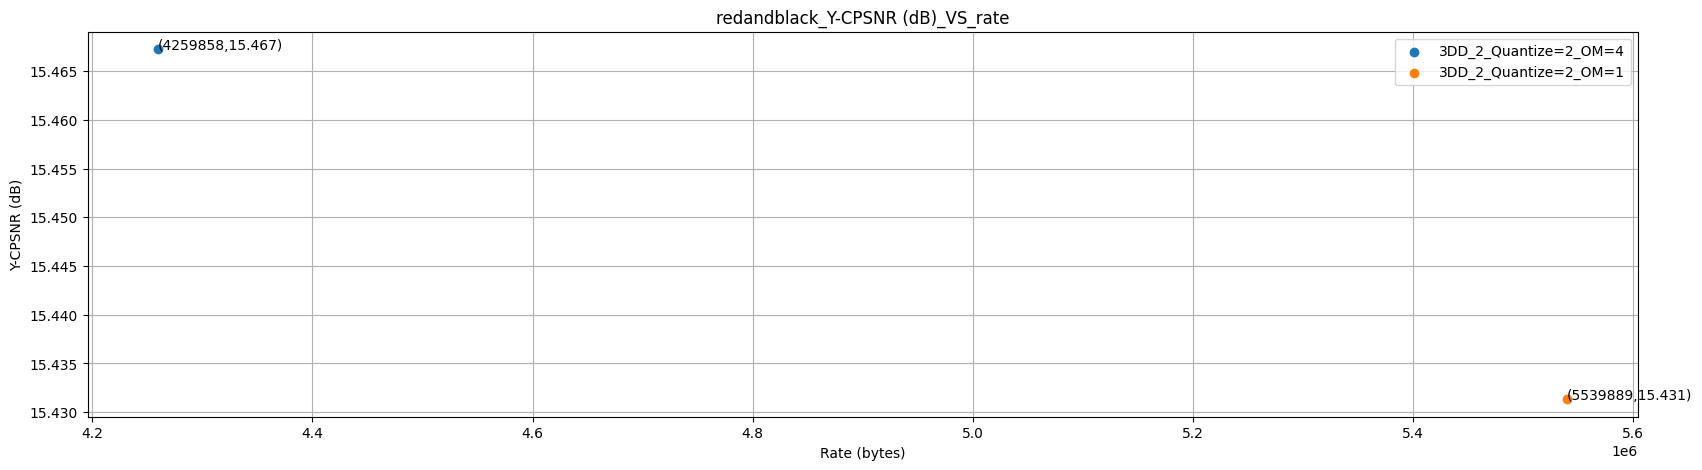 redandblack_Y-CPSNR (dB)_VS_rate
(4259858,15.467)
3DD_2_Quantize=2_OM=4
3DD_2_Quantize=2_OM=1
15.465
15.460
15.455
15.450
15.445
15.440
15.435
15.430
Y-CPSNR (dB)
(5539889,15.431)
4.2 4.4 4.6 4.8 5.0 5.2 5.4 5.6
1e6
Rate (bytes)